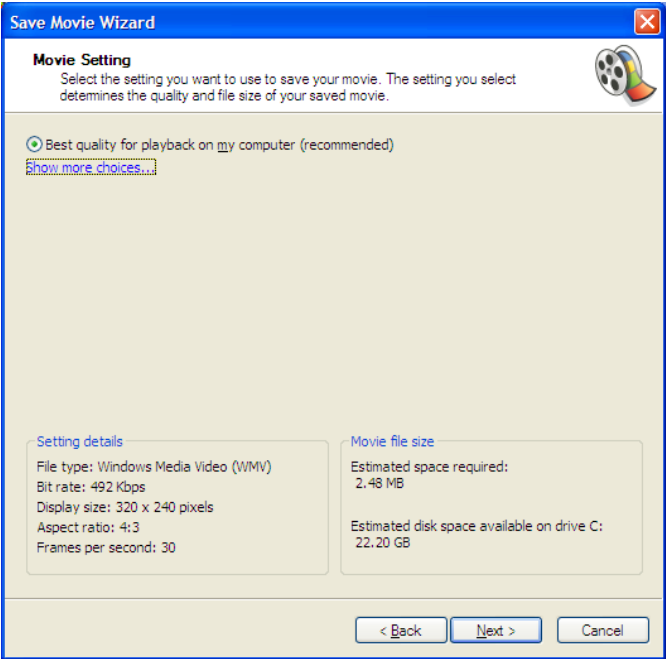 Save Movie Wizard
Movie Setting
Select the setting you want to use to save your movie. The setting you select
detemines the quality and file size of your saved movie.
Best quality for playback on my computer (recommended)
Show more choices...
Setting details
File type: Windows Media Video (WMV)
Bit rate: 492 Kbps
Display size: 320 x 240 pixels
Aspect ratio: 4:3
Frames per second: 30
Movie file size
Estimated space required:
2.48 MB
Estimated disk space available on drive C:
22.20 GB
< Back
Next >
Cancel